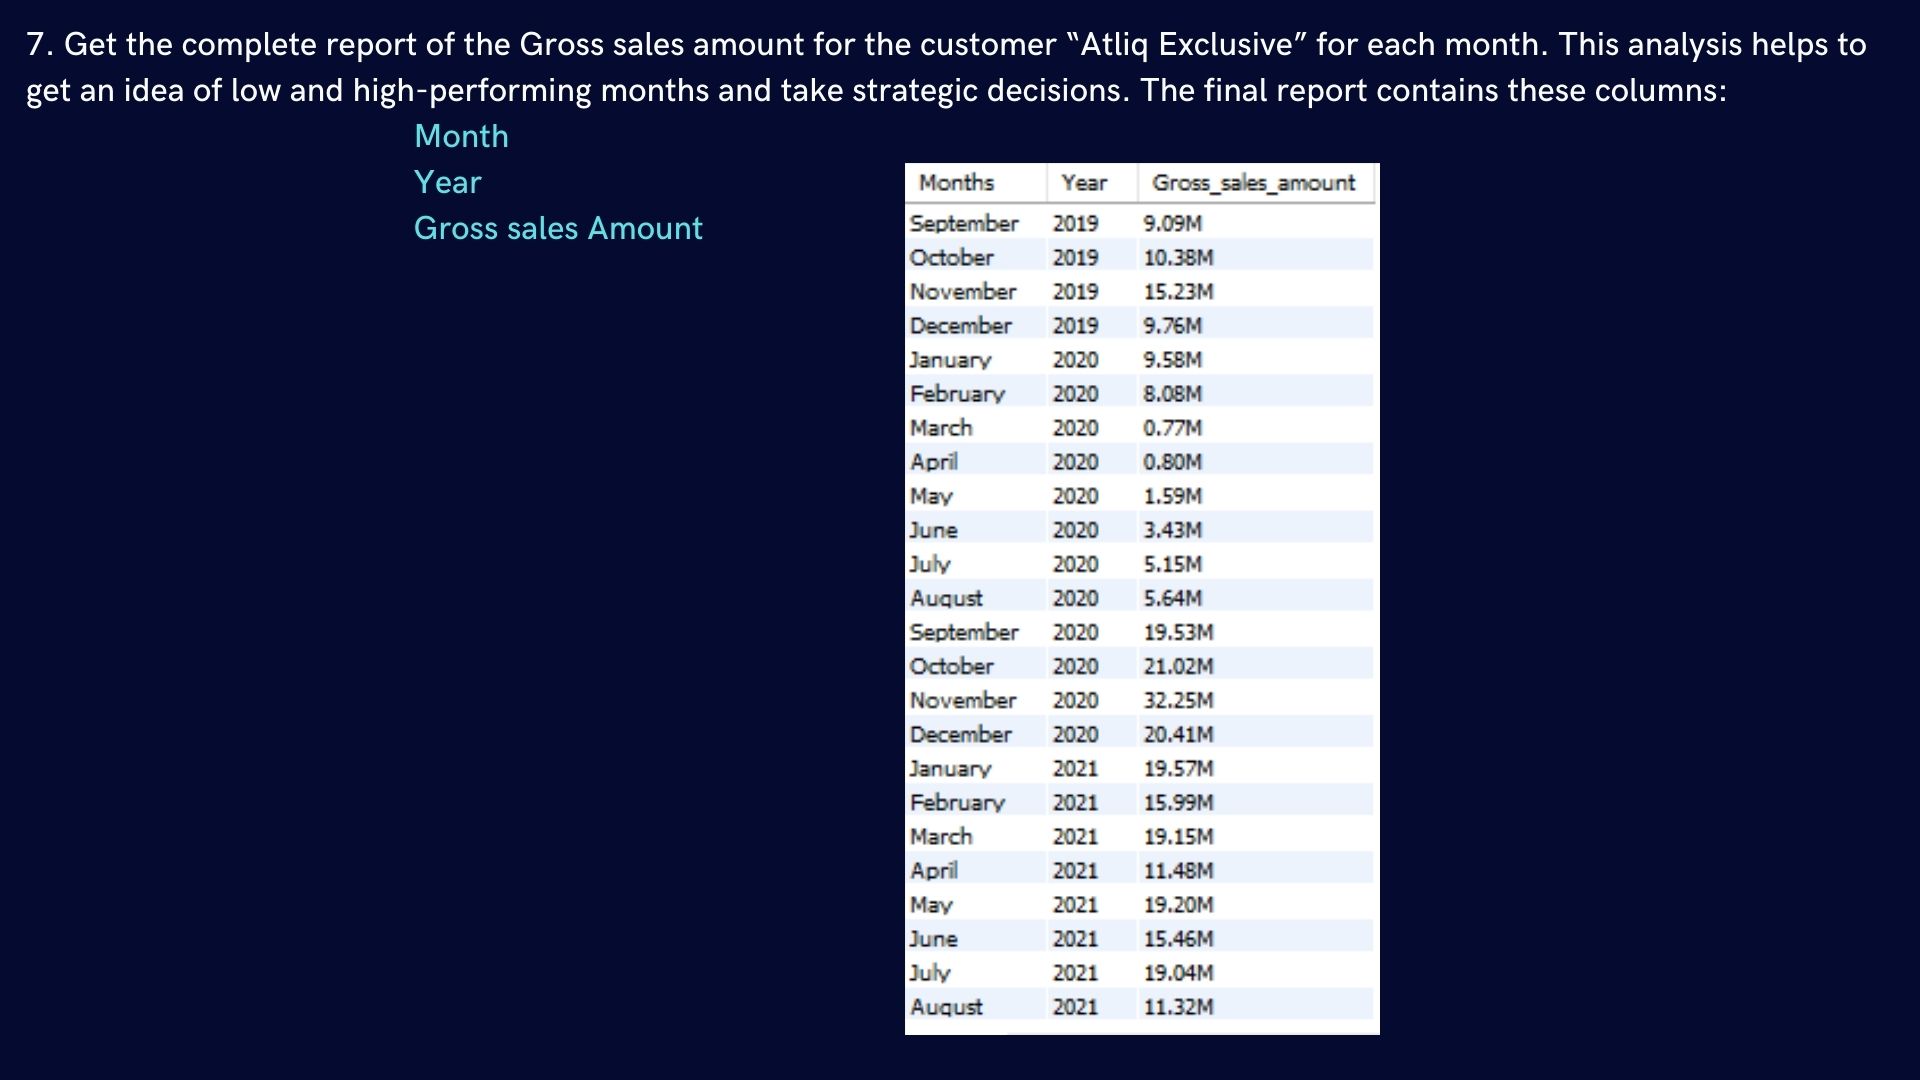 7. Get the complete report of the Gross sales amount for the customer “Atliq Exclusive” for each month. This analysis helps to
get an idea of low and high-performing months and take strategic decisions. The final report contains these columns:
Month
Year
Gross sales Amount
Months Year Gross_sales_amount
September 2019 9.09M
October 2019 10.38M
November 2019 15.23M
December 2019 9.76M
January 2020 9.58M
February 2020 8.08M
March 2020 0.77M
April 2020 0.80M
May 2020 1.59M
June 2020 3.43M
July 2020 5.15M
August 2020 5.64M
September 2020 19.53M
October 2020 21.02M
November 2020 32.25M
December 2020 20.41M
January 2021 19.57M
February 2021 15.99M
March 2021 19.15M
April 2021 11.48M
May 2021 19.20M
June 2021 15.46M
July 2021 19.04M
August 2021 11.32M